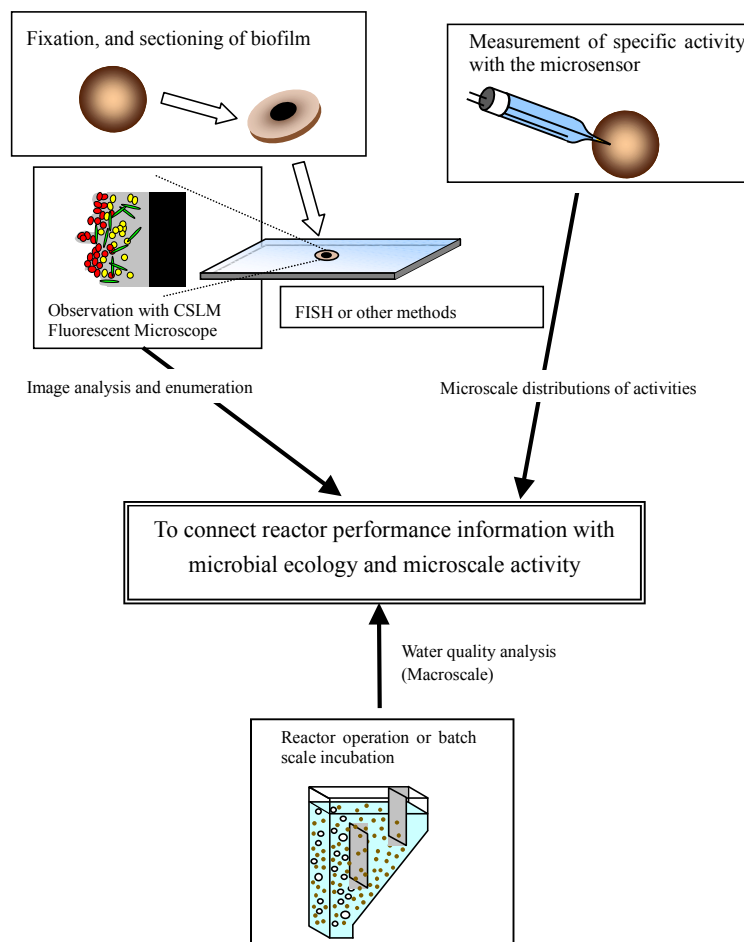 Fixation, and sectioning of biofilm
Measurement of specific activity
with the microsensor
Observation with CSLM
Fluorescent Microscope
FISH or other methods
Image analysis and enumeration
Microscale distributions of activities
To connect reactor performance information with
microbial ecology and microscale activity
Water quality analysis
(Macroscale)
Reactor operation or batch
scale incubation